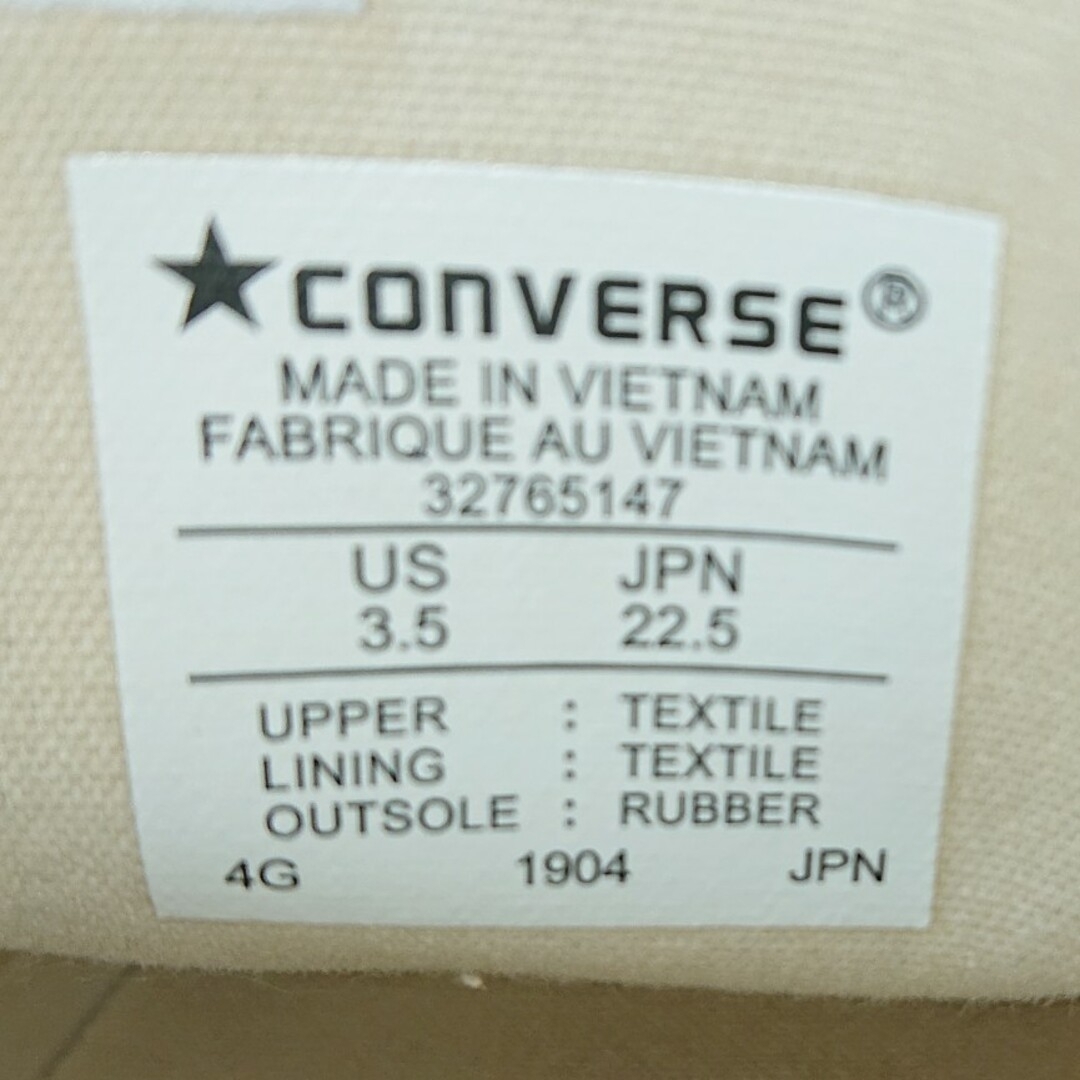 ★CONVERSE®
MADE IN VIETNAM
FABRIQUE AU VIETNAM
32765147
US JPN
3.5 22.5
UPPER : TEXTILE
LINING : TEXTILE
OUTSOLE : RUBBER
4G 1904 JPN